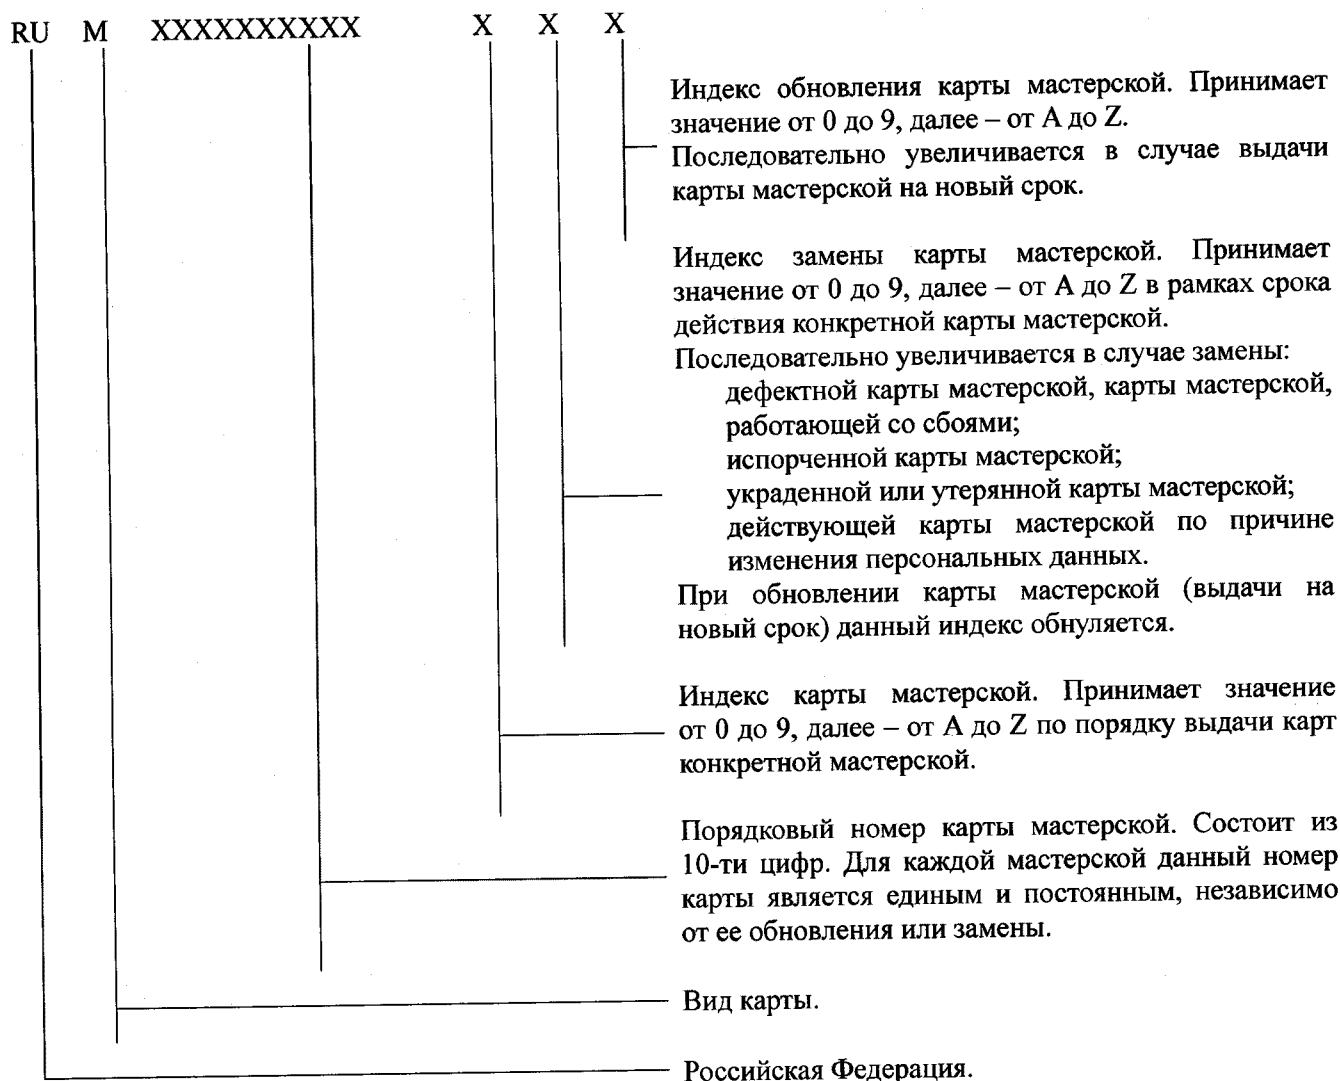 RU M XXXXXXXXXX X X X
Индекс обновления карты мастерской. Принимает
значение от 0 до 9, далее – от A до Z.
Последовательно увеличивается в случае выдачи
карты мастерской на новый срок.
Индекс замены карты мастерской. Принимает
значение от 0 до 9, далее – от A до Z в рамках срока
действия конкретной карты мастерской.
Последовательно увеличивается в случае замены:
дефектной карты мастерской, карты мастерской,
работающей со сбоями;
испорченной карты мастерской;
украденной или утерянной карты мастерской;
действующей карты мастерской по причине
изменения персональных данных.
При обновлении карты мастерской (выдачи на
новый срок) данный индекс обнуляется.
Индекс карты мастерской. Принимает значение
от 0 до 9, далее – от A до Z по порядку выдачи карт
конкретной мастерской.
Порядковый номер карты мастерской. Состоит из
10-ти цифр. Для каждой мастерской данный номер
карты является единым и постоянным, независимо
от ее обновления или замены.
Вид карты.
Российская Федерация.